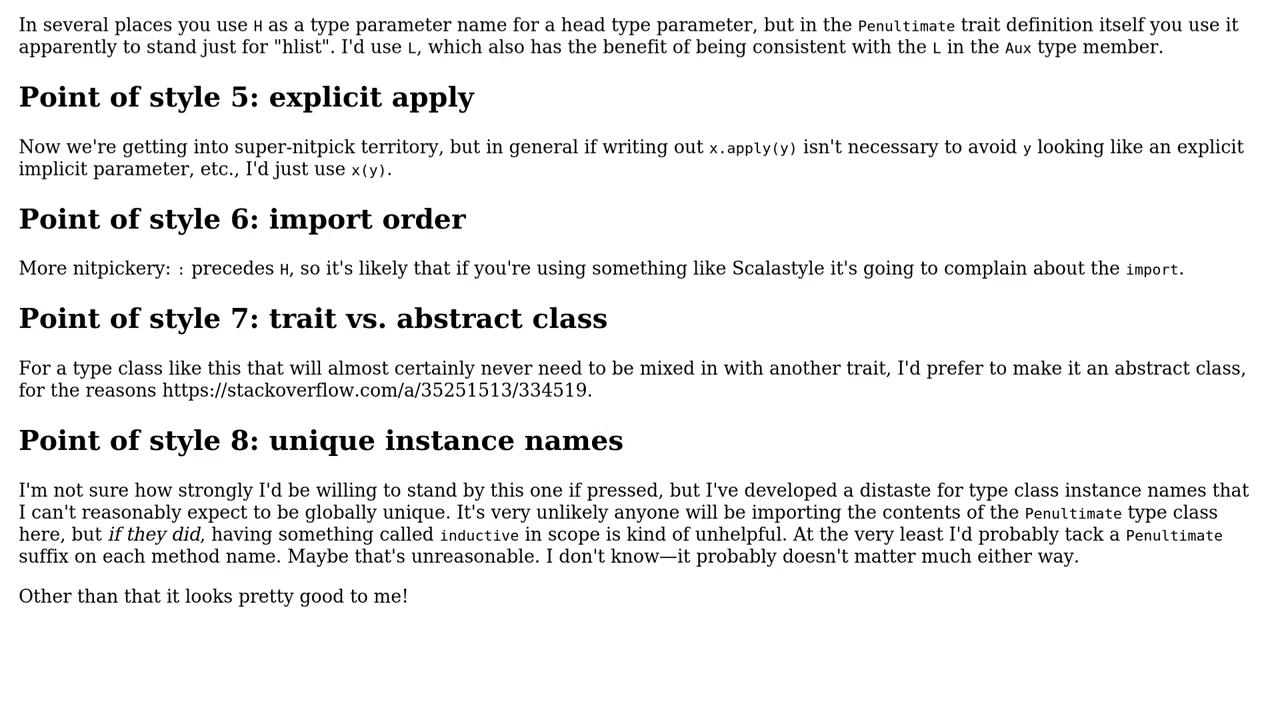 In several places you use H as a type parameter name for a head type parameter, but in the Penultimate trait definition itself you use it
apparently to stand just for "hlist". I'd use L, which also has the benefit of being consistent with the L in the Aux type member.
Point of style 5: explicit apply
Now we're getting into super-nitpick territory, but in general if writing out x.apply(y) isn't necessary to avoid y looking like an explicit
implicit parameter, etc., I'd just use x(y).
Point of style 6: import order
More nitpickery: : precedes H, so it's likely that if you're using something like Scalastyle it's going to complain about the import.
Point of style 7: trait vs. abstract class
For a type class like this that will almost certainly never need to be mixed in with another trait, I'd prefer to make it an abstract class,
for the reasons https://stackoverflow.com/a/35251513/334519.
Point of style 8: unique instance names
I'm not sure how strongly I'd be willing to stand by this one if pressed, but I've developed a distaste for type class instance names that
I can't reasonably expect to be globally unique. It's very unlikely anyone will be importing the contents of the Penultimate type class
here, but if they did, having something called inductive in scope is kind of unhelpful. At the very least I'd probably tack a Penultimate
suffix on each method name. Maybe that's unreasonable. I don't know—it probably doesn't matter much either way.
Other than that it looks pretty good to me!